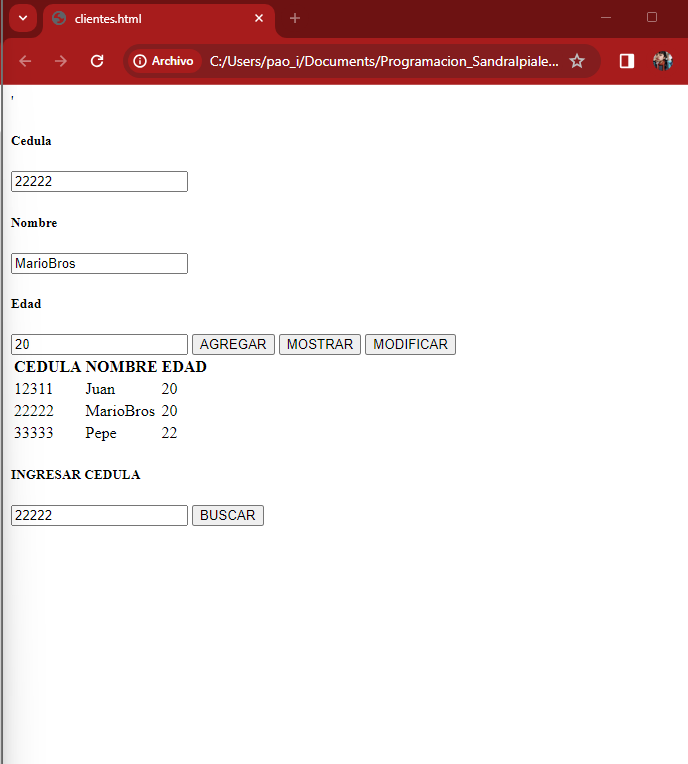 clientes.html
Archivo C:/Users/pao_i/Documents/Programacion_SandraIpiale...
'
Cedula
22222
Nombre
MarioBros
Edad
20 AGREGAR MOSTRAR MODIFICAR
CEDULA NOMBRE EDAD
12311 Juan 20
22222 MarioBros 20
33333 Pepe 22
INGRESAR CEDULA
22222 BUSCAR